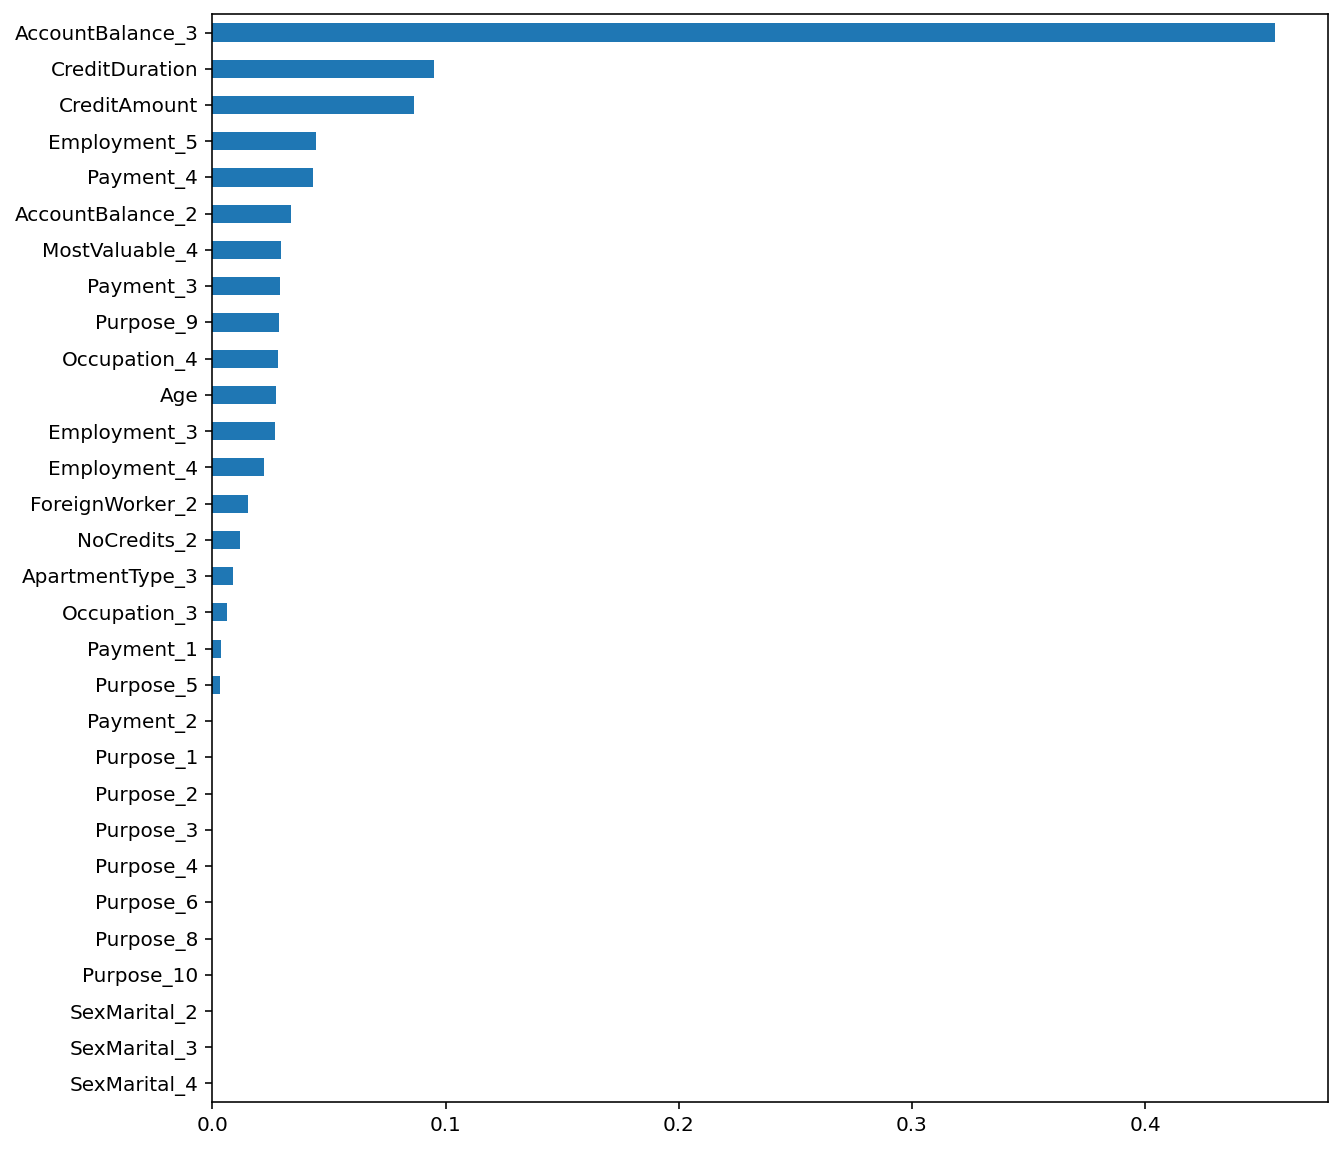 AccountBalance_3
CreditDuration
CreditAmount
Employment_5
Payment_4
AccountBalance_2
MostValuable_4
Payment_3
Purpose_9
Occupation_4
Age
Employment_3
Employment_4
ForeignWorker_2
NoCredits_2
ApartmentType_3
Occupation_3
Payment_1
Purpose_5
Payment_2
Purpose_1
Purpose_2
Purpose_3
Purpose_4
Purpose_6
Purpose_8
Purpose_10
SexMarital_2
SexMarital_3
SexMarital_4
0.0 0.1 0.2 0.3 0.4